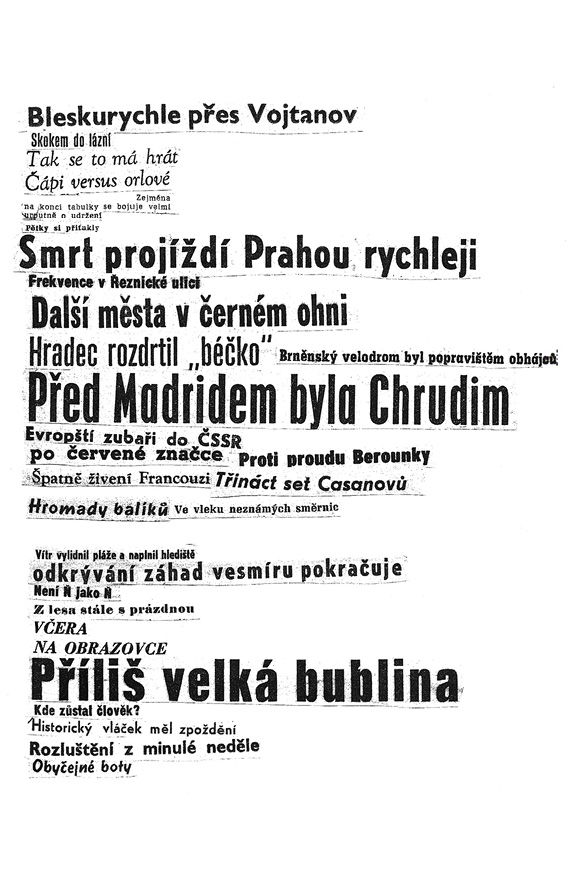 Bleskurychle přes Vojtanov
Skokem do lázní
Tak se to má hrát
Čápi versus orlové
Zejména
na konci tabulky se bojuje velmi
urputně o udržení
Pětky si přiťakly
Smrt projíždí Prahou rychleji
Frekvence v Řeznické ulici
Další města v černém ohni
Hradec rozdrtil „béčko“ Brněnský velodrom byl popravištěm obhájců
Před Madridem byla Chrudim
Evropští zubaři do ČSSR
po červené značce Proti proudu Berounky
Špatně živení Francouzi Třináct set Casanovů
Hromady balíků Ve vleku neznámých směrnic
Vítr vylidnil pláže a naplnil hlediště
odkrývání záhad vesmíru pokračuje
Není Ň jako Ň
Z lesa stále s prázdnou
VČERA
NA OBRAZOVCE
Příliš velká bublina
Kde zůstal člověk?
Historický vláček měl zpoždění
Rozluštění z minulé neděle
Obyčejné boty